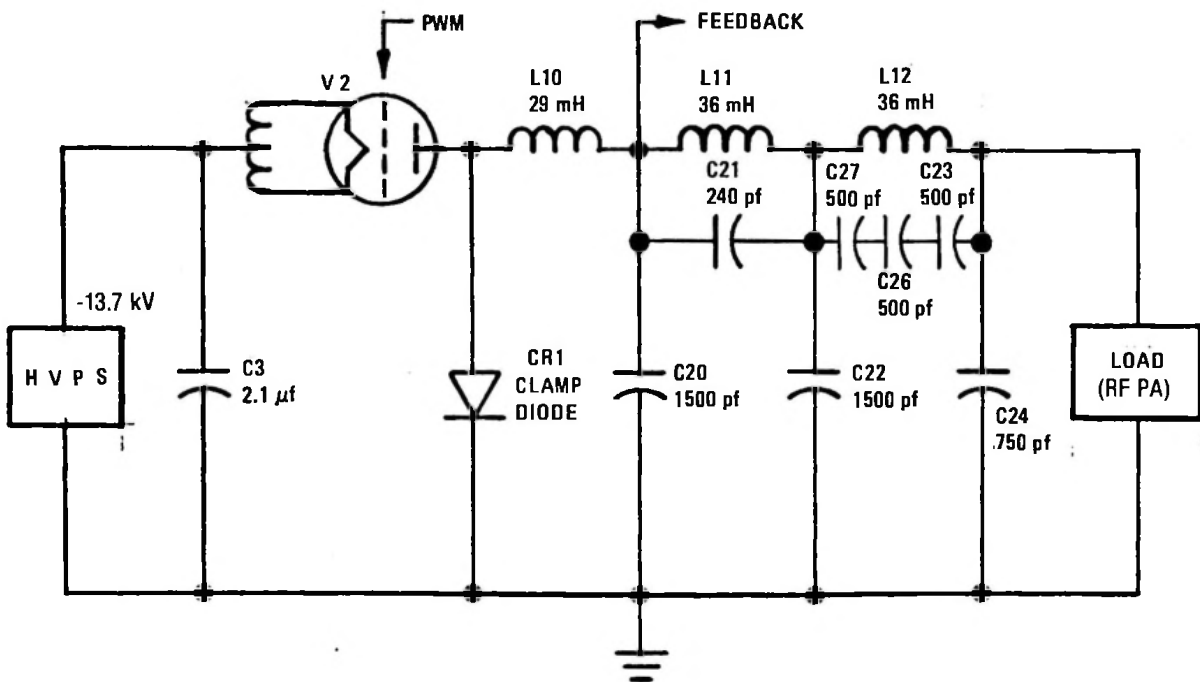 PWM
FEEDBACK
V 2
L10
29 mH
L11
36 mH
L12
36 mH
C21
240 pf
C27
500 pf
C23
500 pf
C26
500 pf
-13.7 kV
H V P S
C3
2.1 µf
CR1
CLAMP
DIODE
C20
1500 pf
C22
1500 pf
C24
.750 pf
LOAD
(RF PA)